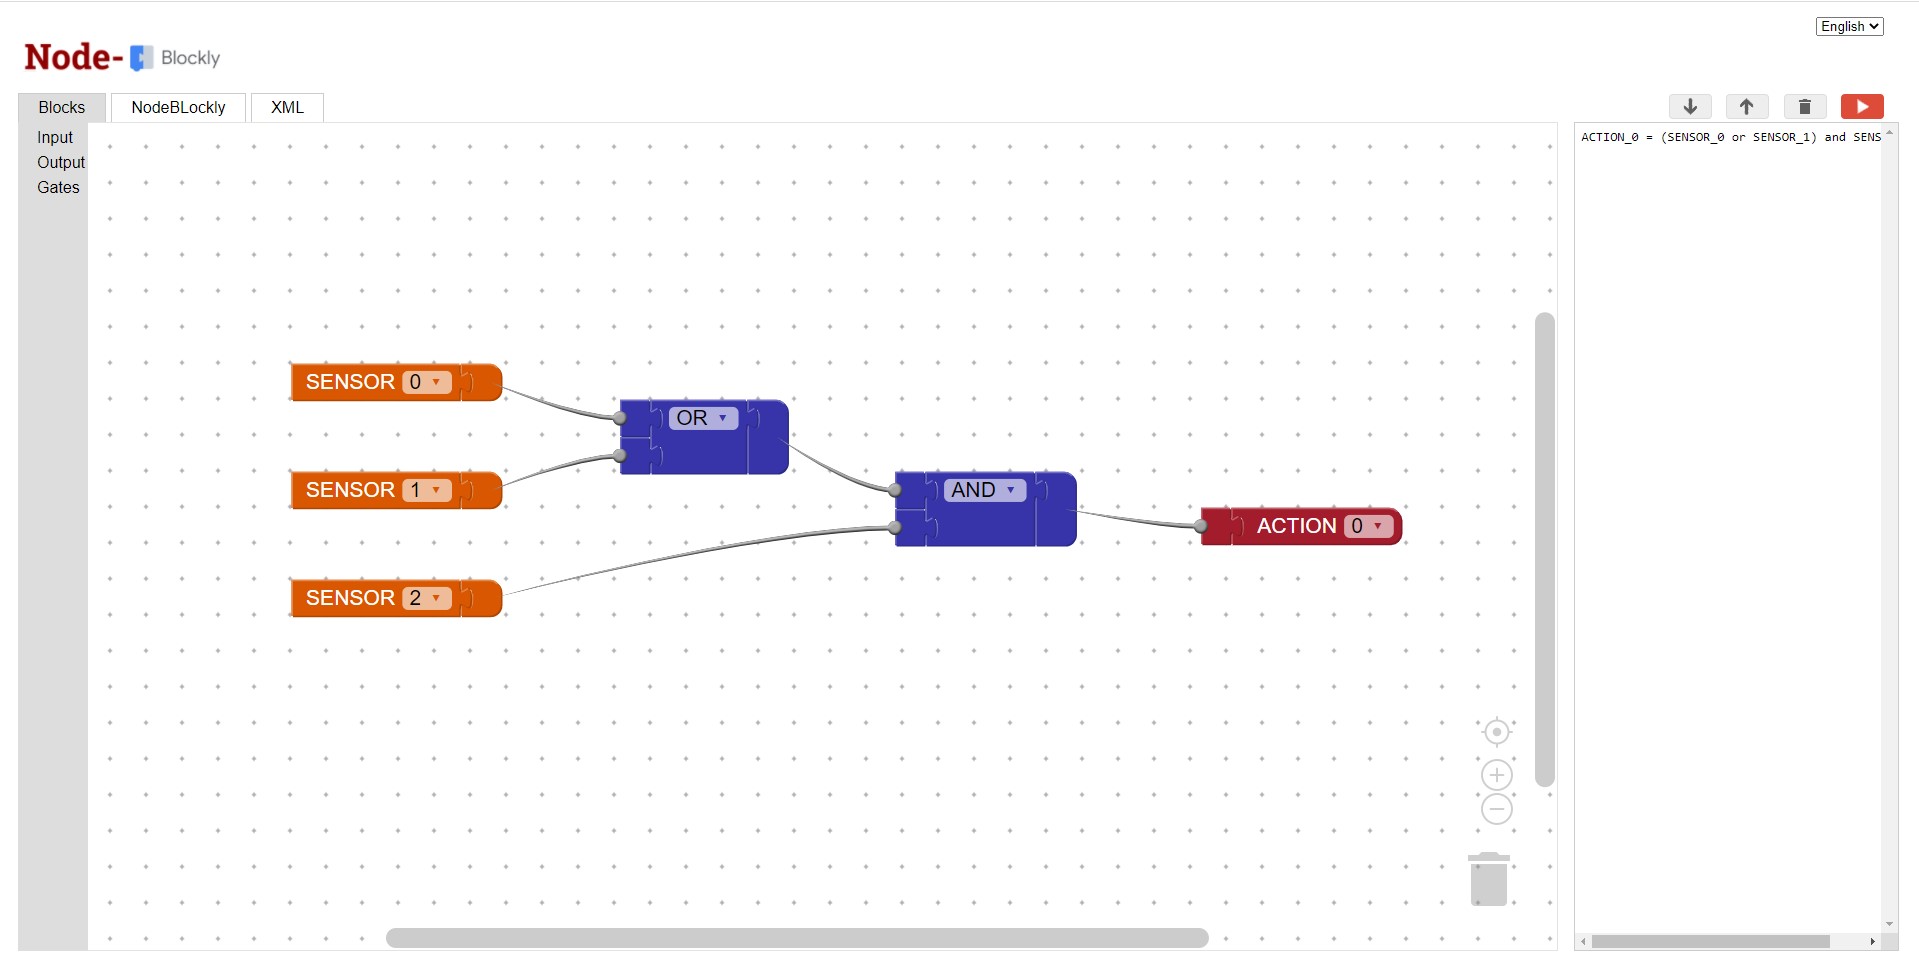 English
Node- Blockly
Blocks NodeBLockly XML
Input
Output
Gates
ACTION_0 = (SENSOR_0 or SENSOR_1) and SENS
SENSOR 0
OR
SENSOR 1
AND
ACTION 0
SENSOR 2